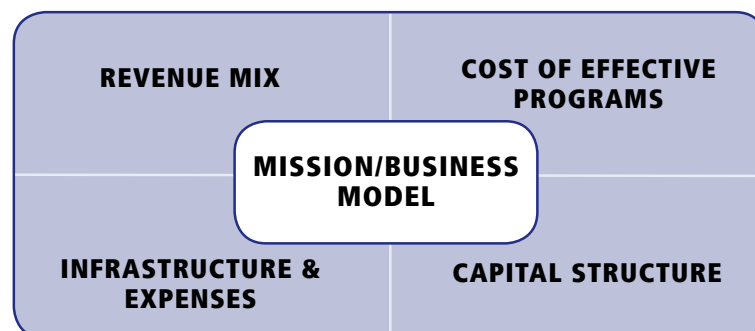 REVENUE MIX
COST OF EFFECTIVE
PROGRAMS
MISSION/BUSINESS
MODEL
INFRASTRUCTURE &
EXPENSES
CAPITAL STRUCTURE